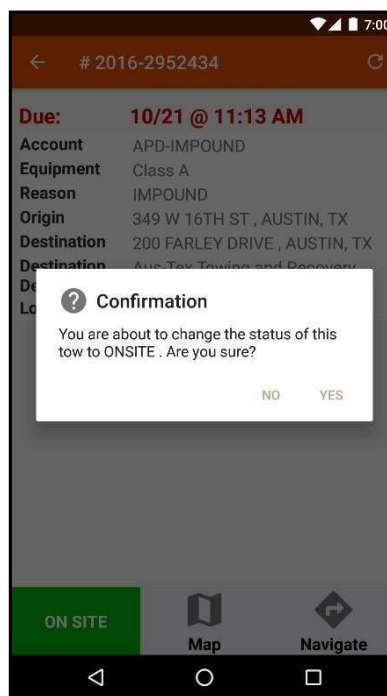 7:00
# 2016-2952434
Due: 10/21 @ 11:13 AM
Account APD-IMPOUND
Equipment Class A
Reason IMPOUND
Origin 349 W 16TH ST , AUSTIN, TX
Destination 200 FARLEY DRIVE , AUSTIN, TX
Destination Aus-Tex Towing and Recovery
De
Lo
Confirmation
You are about to change the status of this
tow to ONSITE . Are you sure?
NO YES
ON SITE Map Navigate